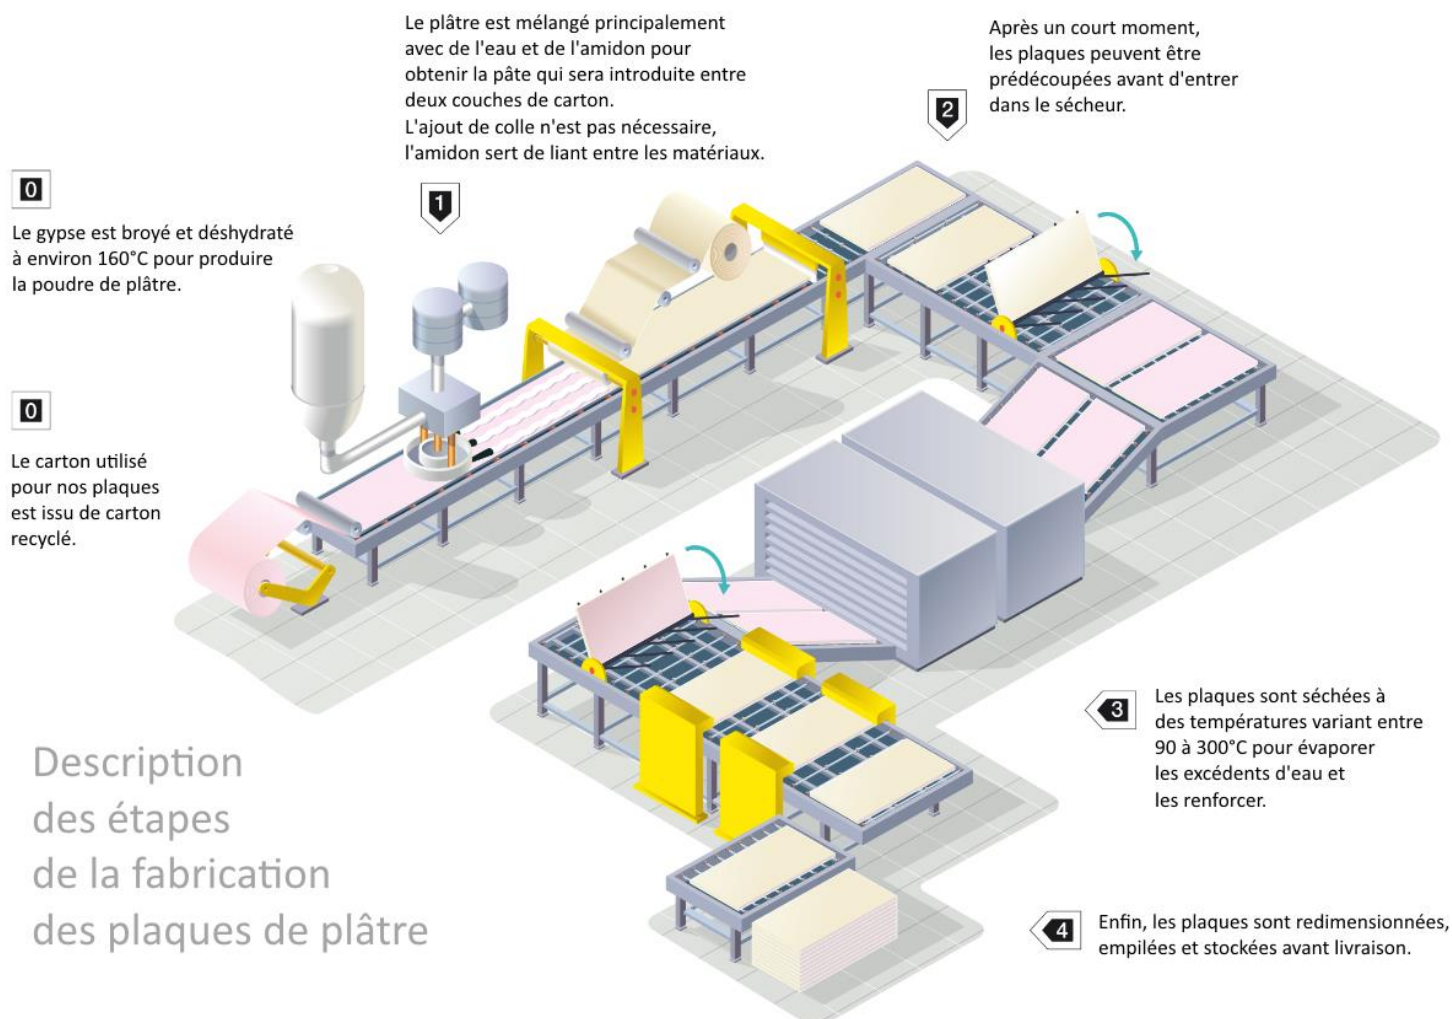 Le plâtre est mélangé principalement
avec de l'eau et de l'amidon pour
obtenir la pâte qui sera introduite entre
deux couches de carton.
L'ajout de colle n'est pas nécessaire,
l'amidon sert de liant entre les matériaux.
1
Après un court moment,
les plaques peuvent être
prédécoupées avant d'entrer
dans le sécheur.
2
0
Le gypse est broyé et déshydraté
à environ 160°C pour produire
la poudre de plâtre.
0
Le carton utilisé
pour nos plaques
est issu de carton
recyclé.
3
Les plaques sont séchées à
des températures variant entre
90 à 300°C pour évaporer
les excédents d'eau et
les renforcer.
Description
des étapes
de la fabrication
des plaques de plâtre
4
Enfin, les plaques sont redimensionnées,
empilées et stockées avant livraison.